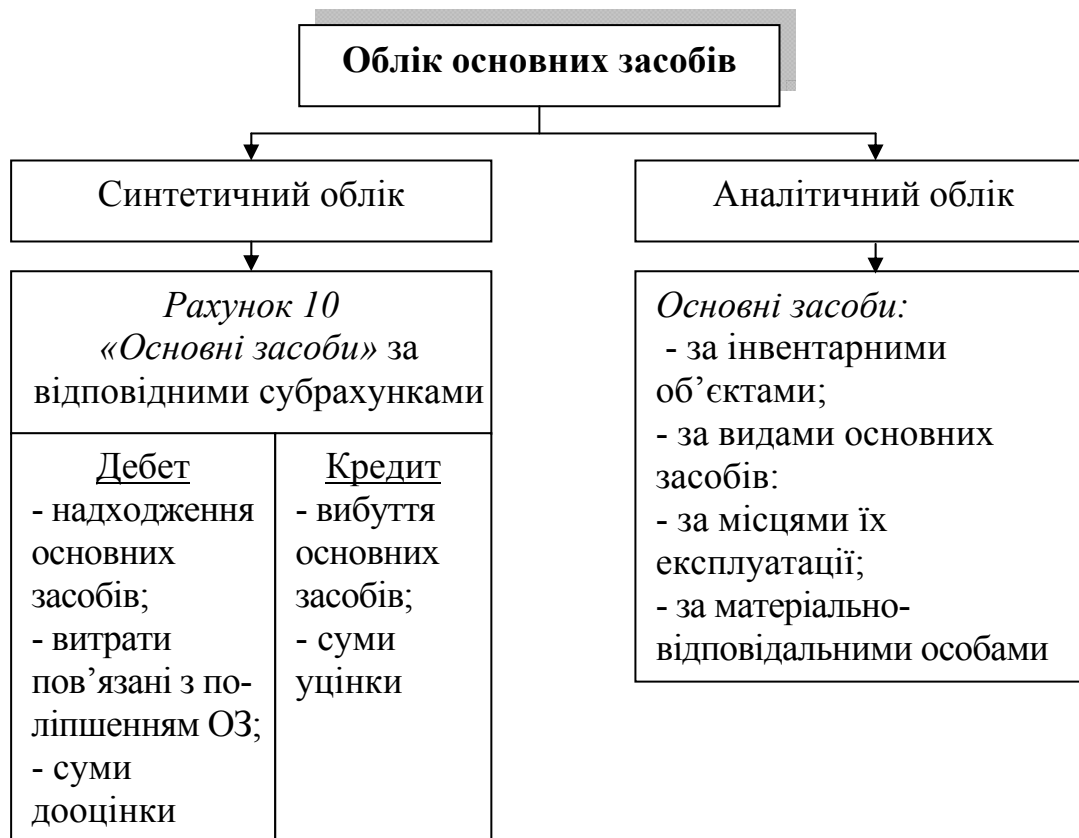 Облік основних засобів
Синтетичний облік
Аналітичний облік
Рахунок 10
«Основні засоби» за
відповідними субрахунками
Дебет
- надходження
основних
засобів;
- витрати
пов’язані з по-
ліпшенням ОЗ;
- суми
дооцінки
Кредит
- вибуття
основних
засобів;
- суми
уцінки
Основні засоби:
- за інвентарними
об’єктами;
- за видами основних
засобів:
- за місцями їх
експлуатації;
- за матеріально-
відповідальними особами